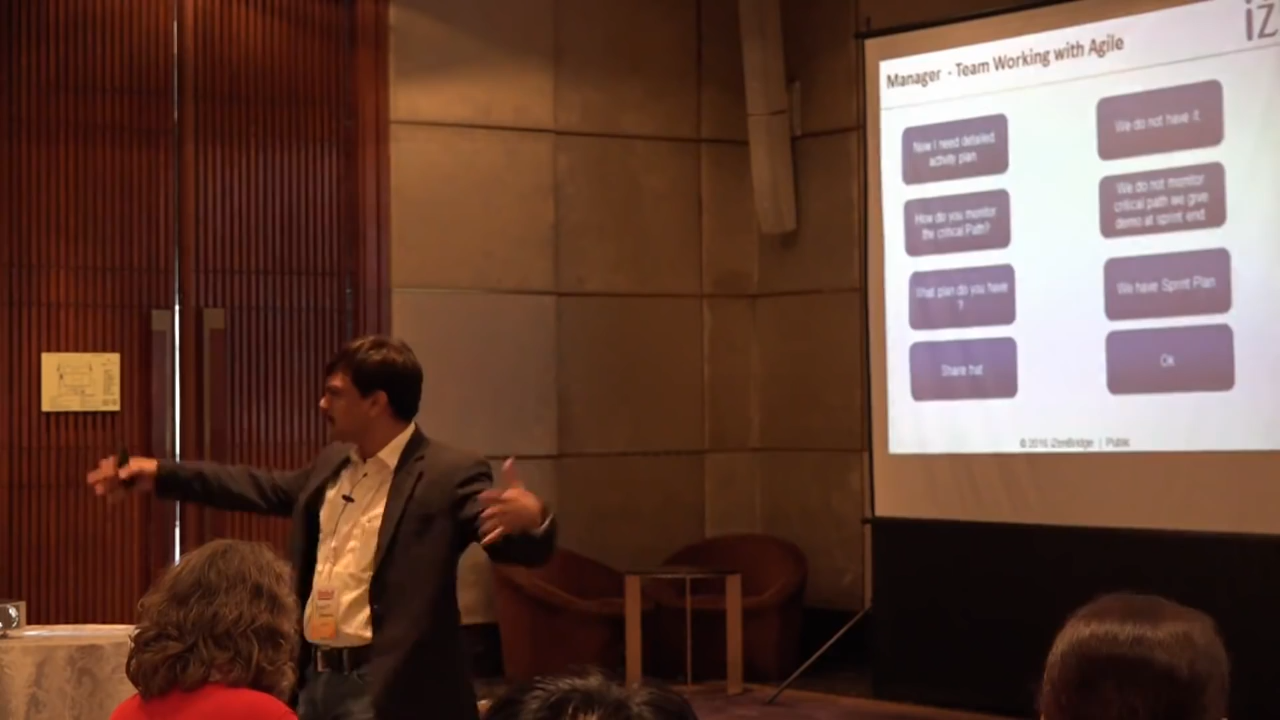 iZ
Manager - Team Working with Agile
Now I need detailed
activity plan
We do not have it
How do you monitor
the critical Path?
We do not monitor
critical path we give
demo at sprint end
What plan do you have
?
We have Sprint Plan
Share hat
Ok
© 2016 iZenBridge | Public